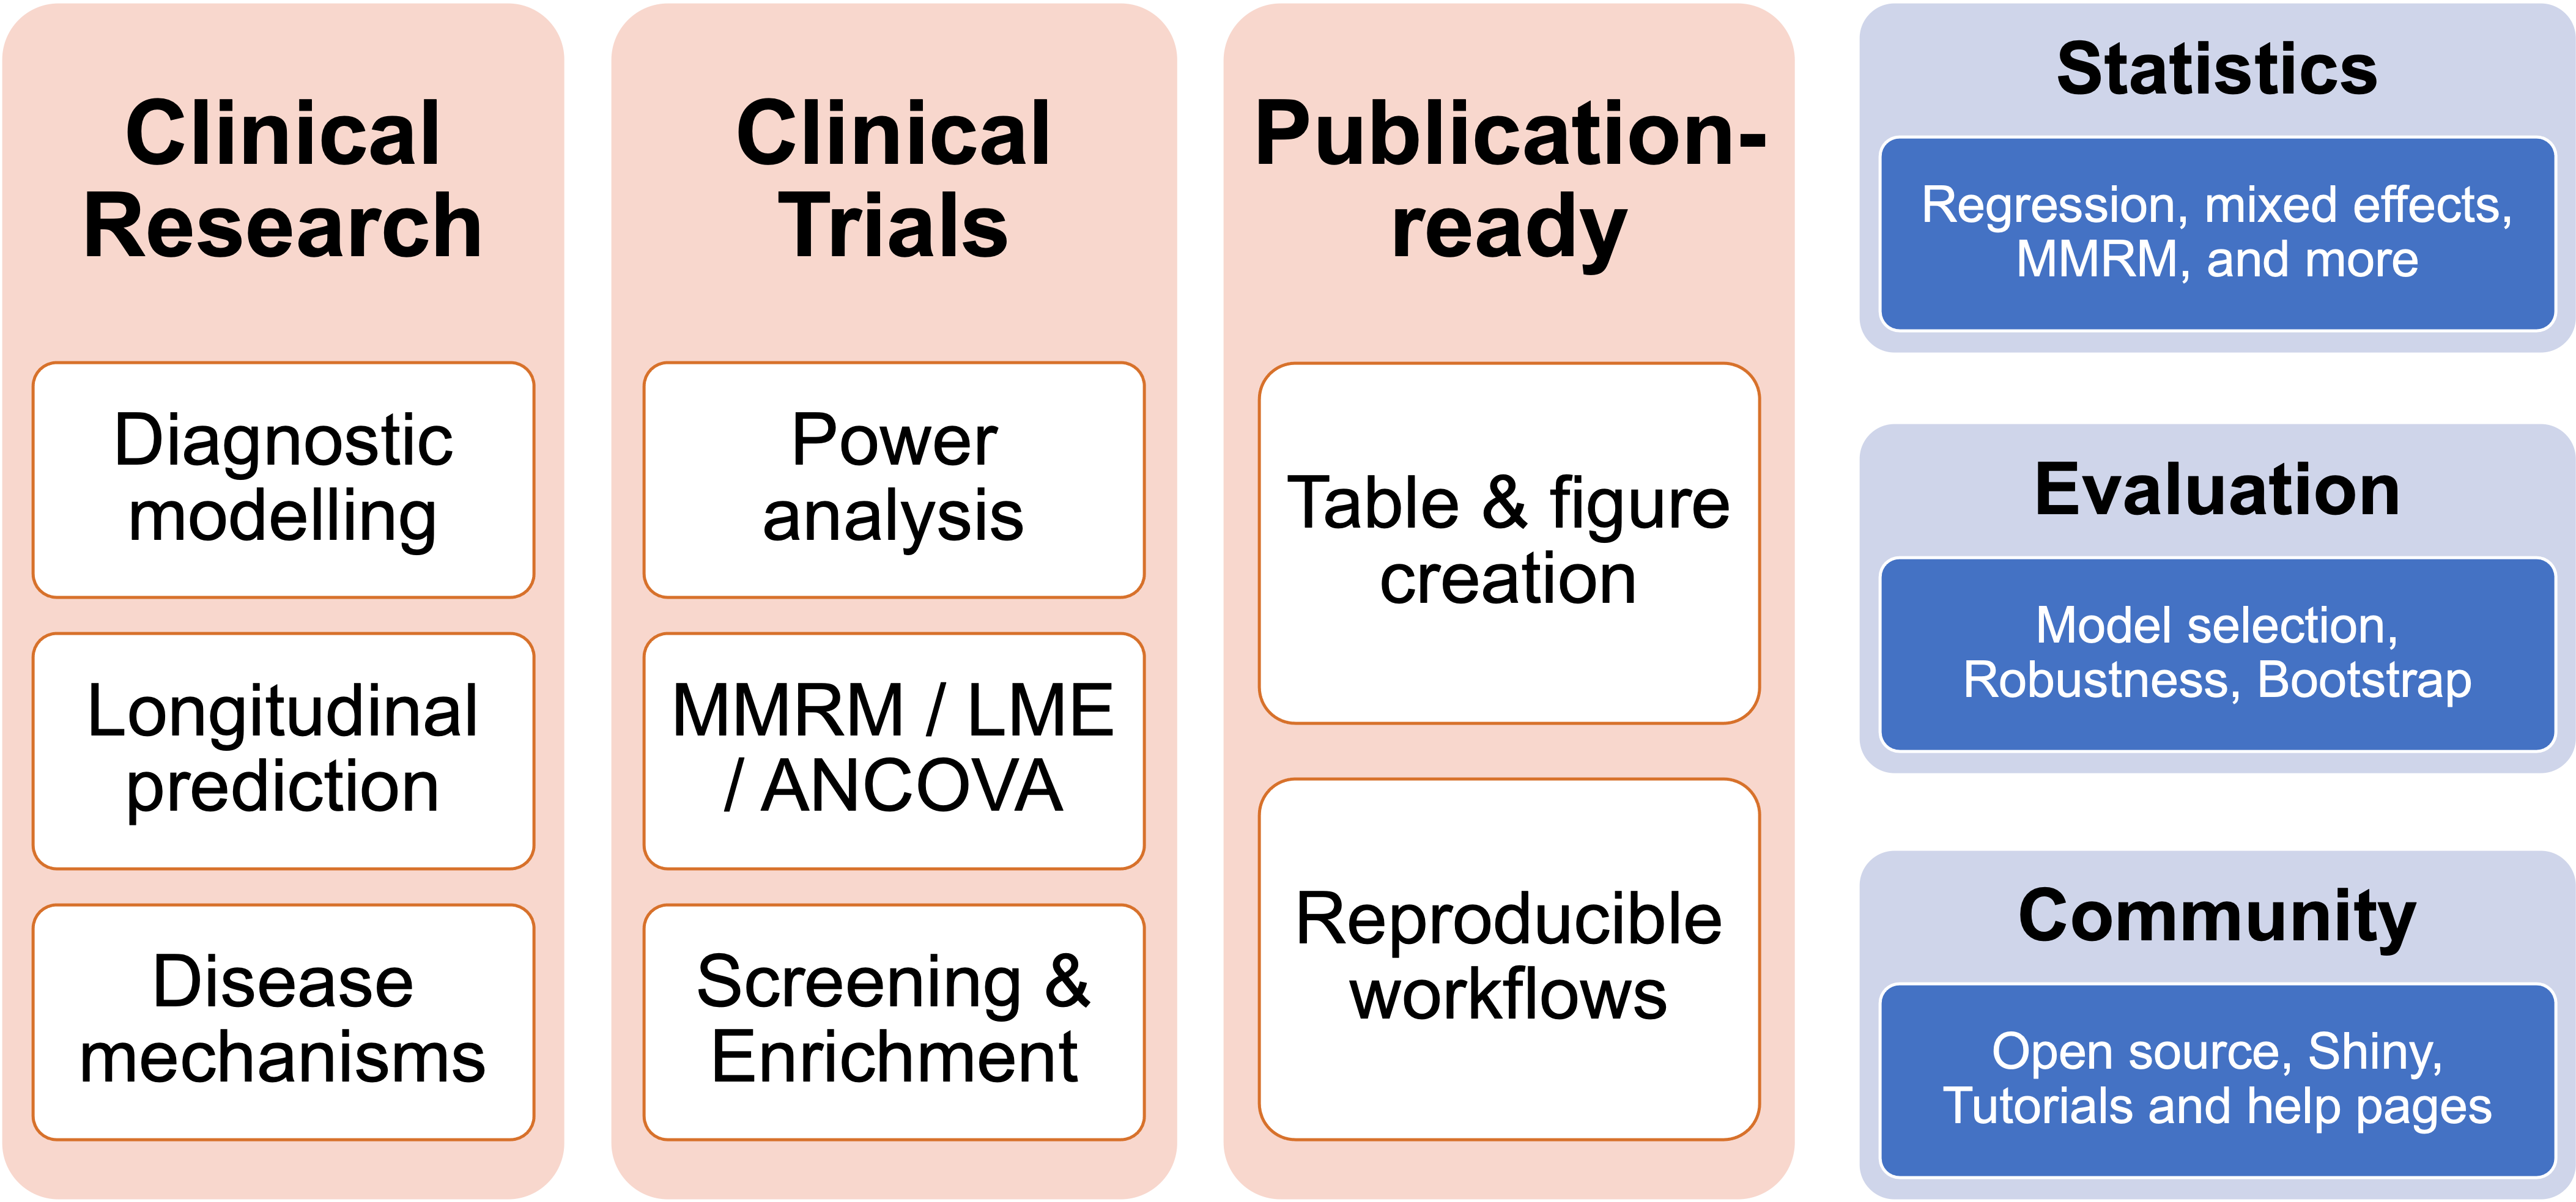 Clinical
Research
Diagnostic
modelling
Longitudinal
prediction
Disease
mechanisms
Clinical
Trials
Power
analysis
MMRM / LME
/ ANCOVA
Screening &
Enrichment
Publication-
ready
Table & figure
creation
Reproducible
workflows
Statistics
Regression, mixed effects,
MMRM, and more
Evaluation
Model selection,
Robustness, Bootstrap
Community
Open source, Shiny,
Tutorials and help pages